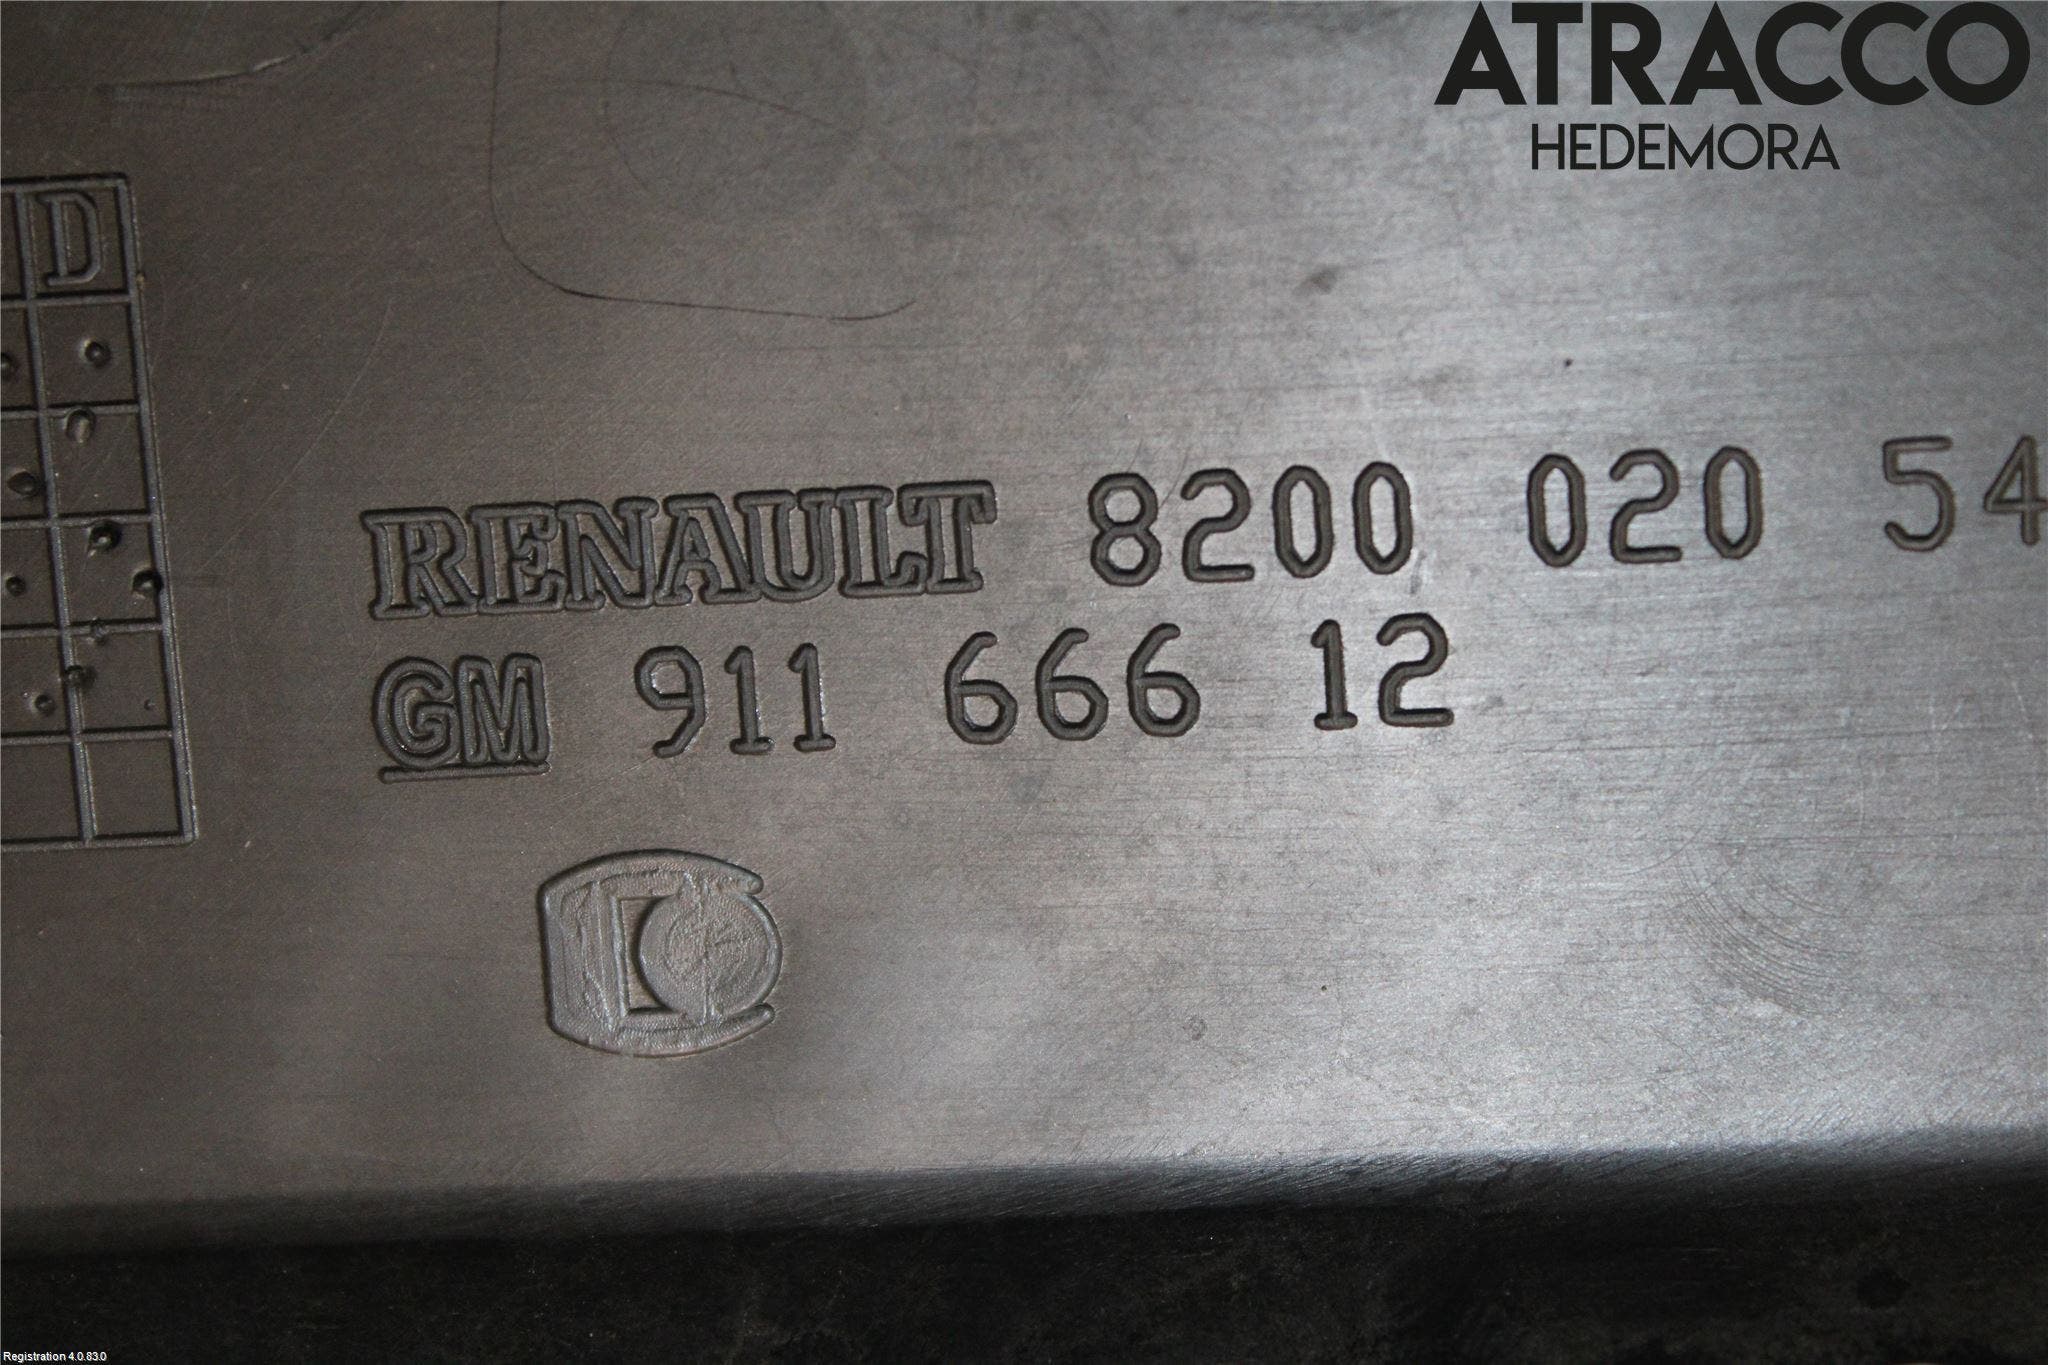 ATRACCO
HEDEMORA
D
RENAULT 8200 020 54
GM 911 666 12
Registration 4.0.83.0